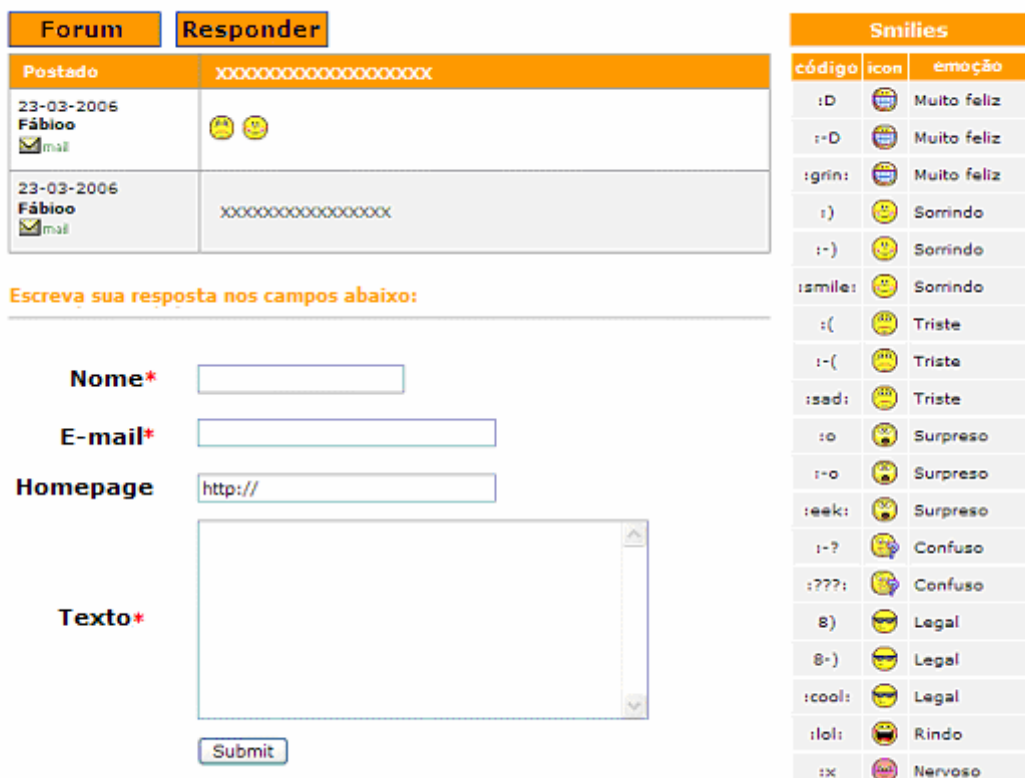 Forum Responder
Postado xxxxxxxxxxxxxxxxxx
23-03-2006
Fábioo
mail
23-03-2006
Fábioo
mail
xxxxxxxxxxxxxxxx
Escreva sua resposta nos campos abaixo:
Nome*
E-mail*
Homepage http://
Texto*
Submit
Smilies
código icon emoção
:D Muito feliz
:-D Muito feliz
:grin: Muito feliz
:) Sorrindo
:-) Sorrindo
:smile: Sorrindo
:( Triste
:-( Triste
:sad: Triste
:o Surpreso
:-o Surpreso
:eek: Surpreso
:-? Confuso
:???: Confuso
8) Legal
8-) Legal
:cool: Legal
:lol: Rindo
:x Nervoso